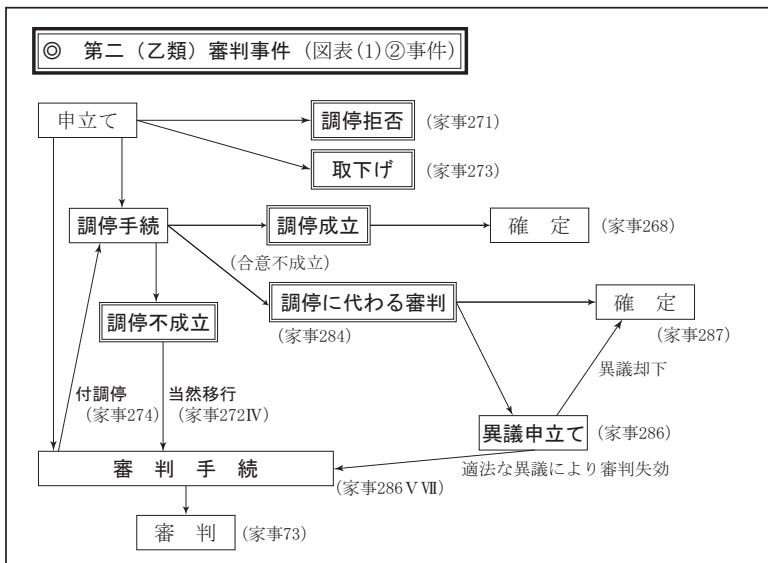 ◎　第二（乙類）審判事件（図表(1)②事件）
申立て
調停拒否（家事271）
取下げ（家事273）
調停手続
調停成立
確　定（家事268）
（合意不成立）
調停に代わる審判
確　定
調停不成立
（家事284）
（家事287）
異議却下
付調停
当然移行
（家事274）
（家事272Ⅳ）
異議申立て（家事286）
審　判　手　続
適法な異議により審判失効
（家事286ⅤⅦ）
審　判（家事73）